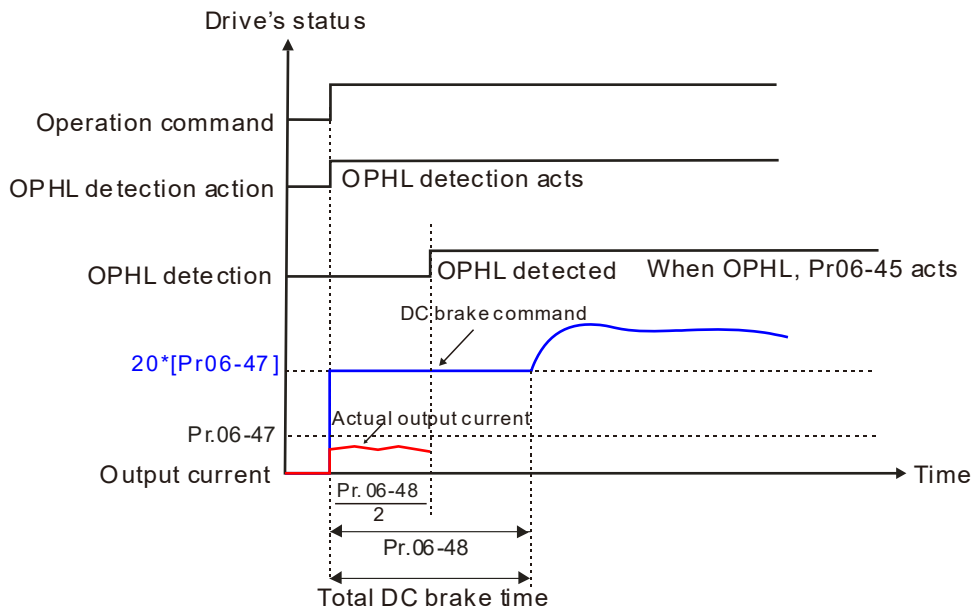 Drive's status
Operation command
OPHL detection action
OPHL detection acts
OPHL detection
OPHL detected
When OPHL, Pr06-45 acts
DC brake command
20*[Pr06-47]
Actual output current
Pr.06-47
Output current
Time
Pr. 06-48
2
Pr.06-48
Total DC brake time